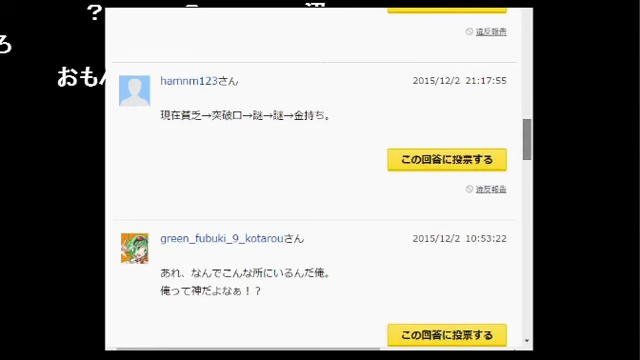 ？
違反報告
おもん
hamnm123さん
2015/12/2 21:17:55
現在貧乏→突破口→謎→謎→金持ち。
この回答に投票する
違反報告
green_fubuki_9_kotarouさん
2015/12/2 10:53:22
あれ、なんでこんな所にいるんだ俺。
俺って神だよなぁ！？
この回答に投票する